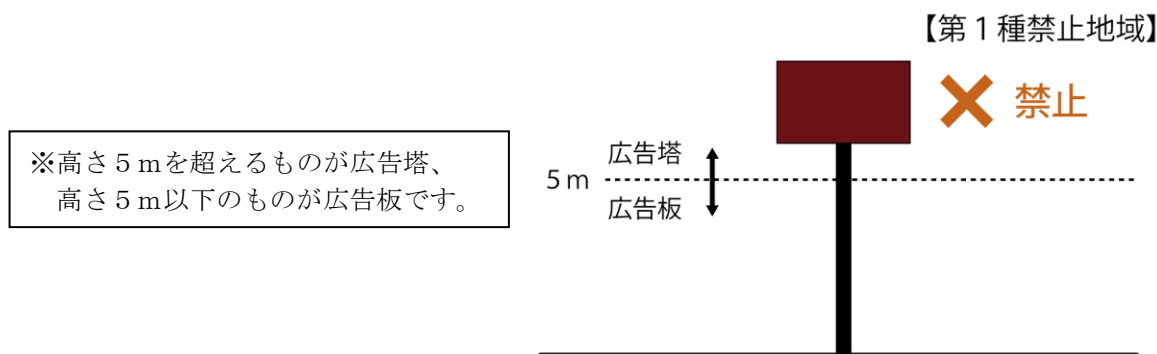 【第１種禁止地域】
禁止
※高さ５ｍを超えるものが広告塔、
高さ５ｍ以下のものが広告板です。
広告塔
5 m
広告板